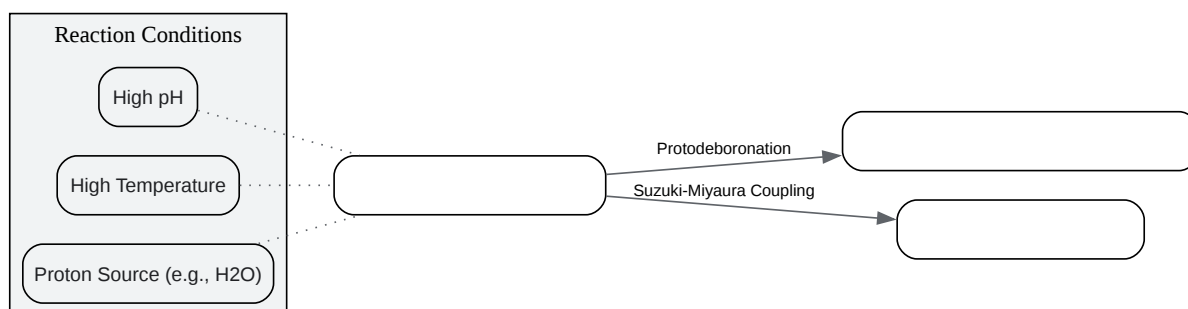 Reaction Conditions
High pH
High Temperature
Proton Source (e.g., H2O)
Protodeboronation
Suzuki-Miyaura Coupling